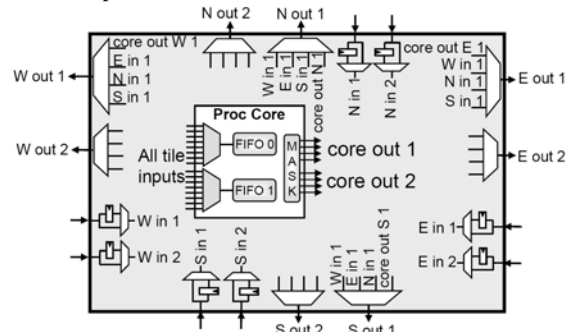 N out 2
N out 1
core out W 1
E in 1
N in 1
S in 1
W out 1
W in 1
E in 1
S in 1
core out N 1
N in 1
N in 2
core out E 1
W in 1
N in 1
S in 1
E out 1
Proc Core
FIFO 0
FIFO 1
MASK
All tile
inputs
core out 1
core out 2
W out 2
E out 2
W in 1
W in 2
E in 1
E in 2
S in 1
S in 2
W in 1
E in 1
N in 1
core out S 1
S out 2
S out 1